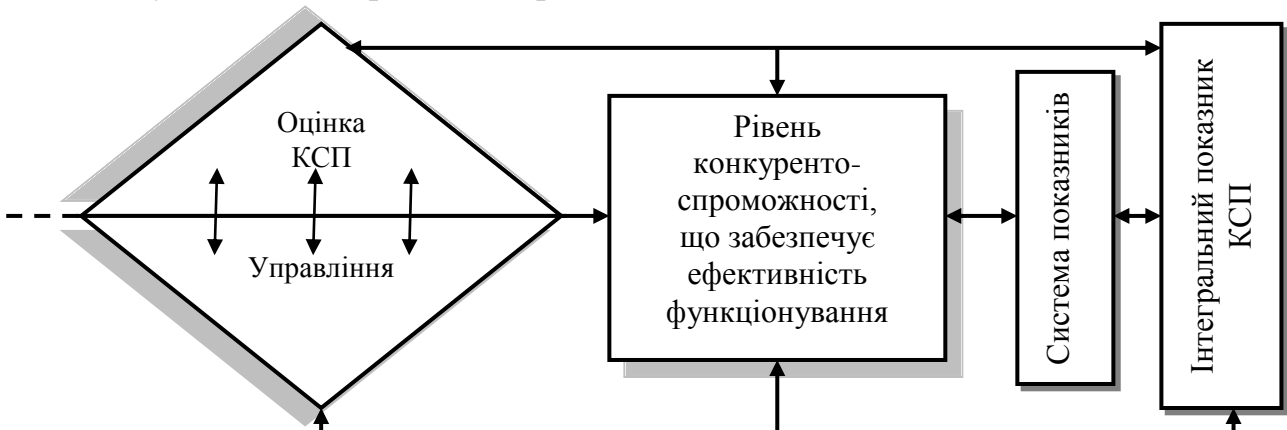 Оцінка
КСП
Управління
Рівень
конкуренто-
спроможності,
що забезпечує
ефективність
функціонування
Система показників
Інтегральний показник
КСП